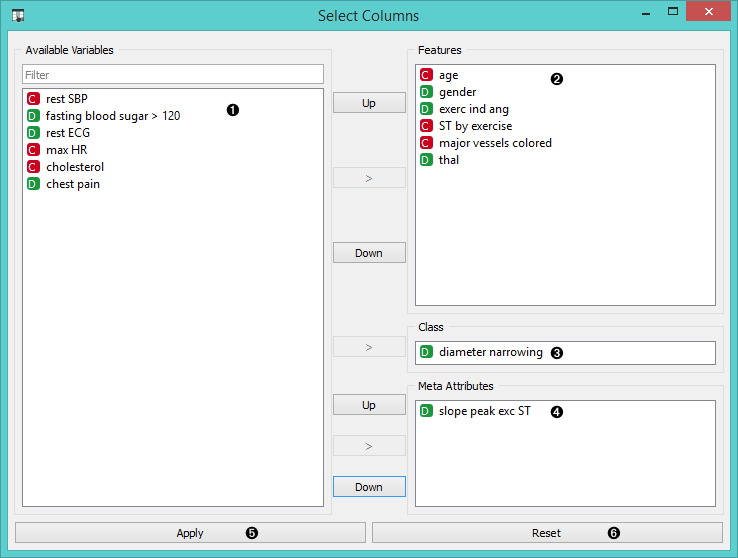 Select Columns
Available Variables
Filter
C rest SBP ❶
D fasting blood sugar > 120
D rest ECG
C max HR
C cholesterol
D chest pain
Up
>
Down
>
Up
>
Down
Features
C age ❷
D gender
D exerc ind ang
C ST by exercise
C major vessels colored
D thal
Class
D diameter narrowing ❸
Meta Attributes
D slope peak exc ST ❹
Apply ❺
Reset ❻